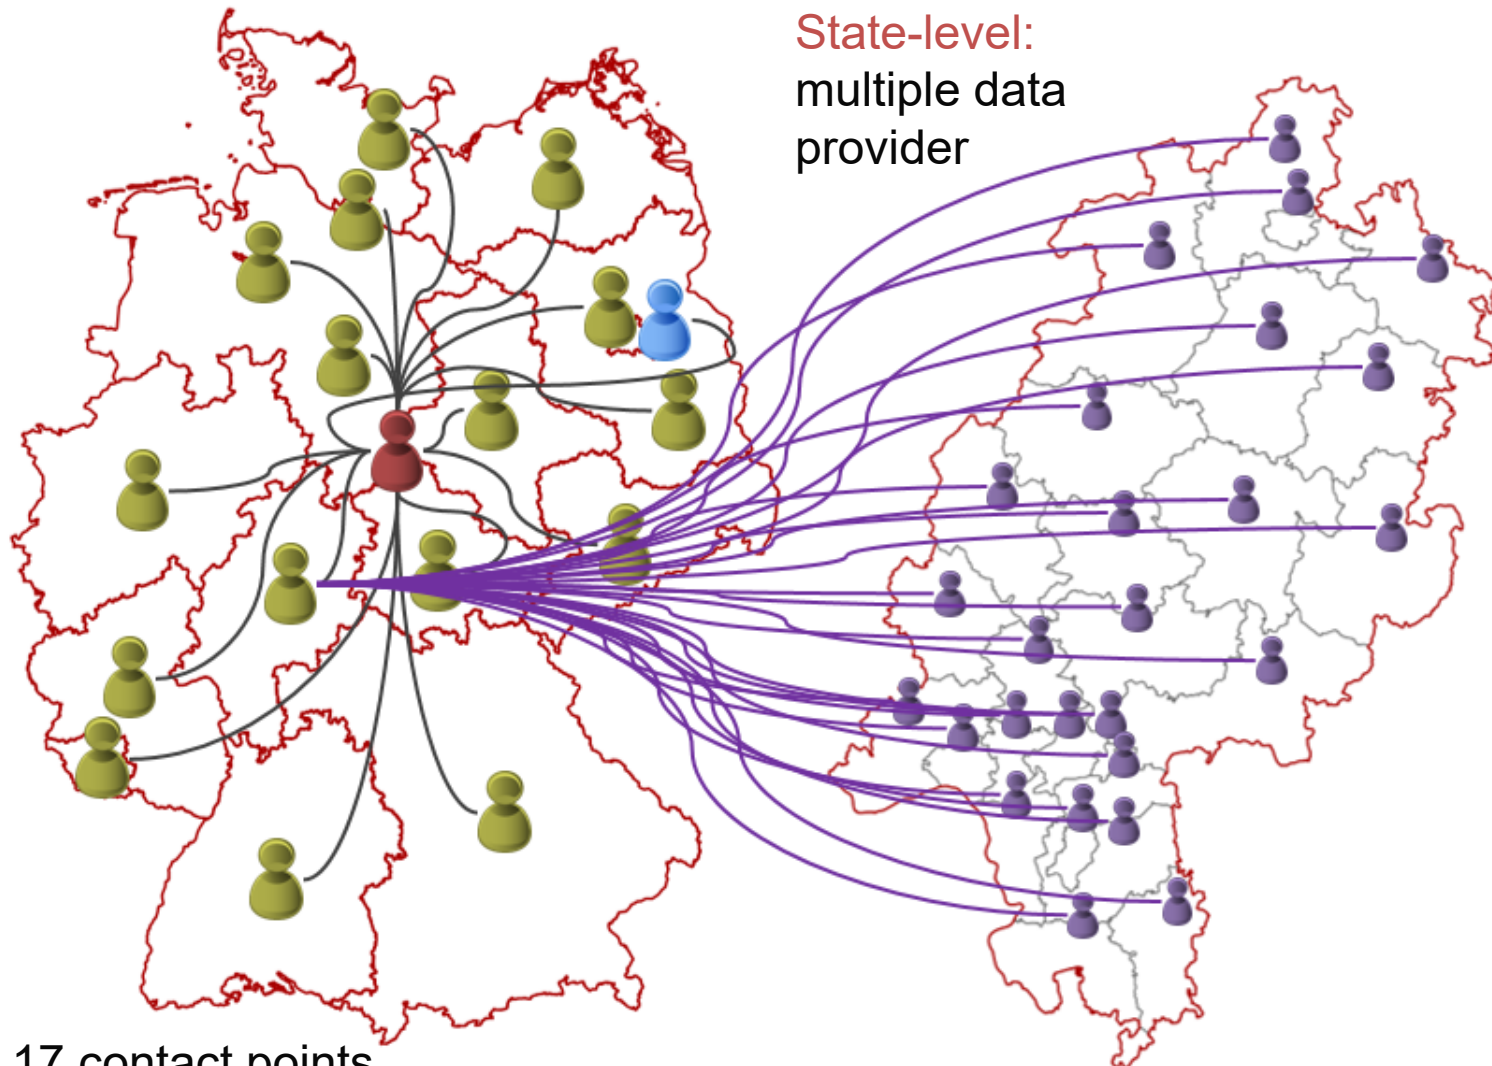 State-level:
multiple data
provider
17 contact points